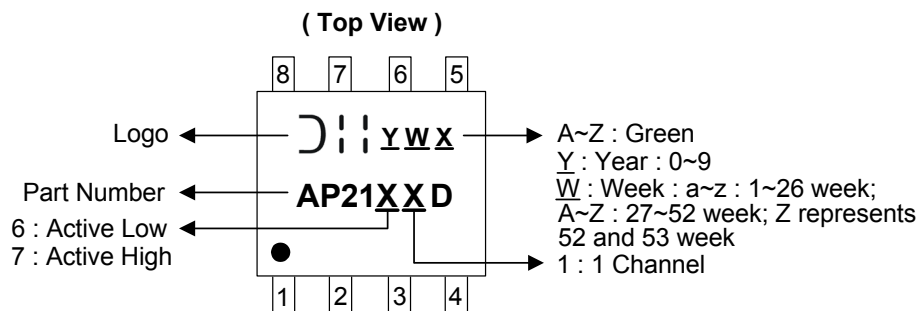 ( Top View )
8 7 6 5
Logo
Y W X
A~Z : Green
Y : Year : 0~9
W : Week : a~z : 1~26 week;
A~Z : 27~52 week; Z represents
52 and 53 week
Part Number
AP21XXD
6 : Active Low
7 : Active High
1 : 1 Channel
1 2 3 4